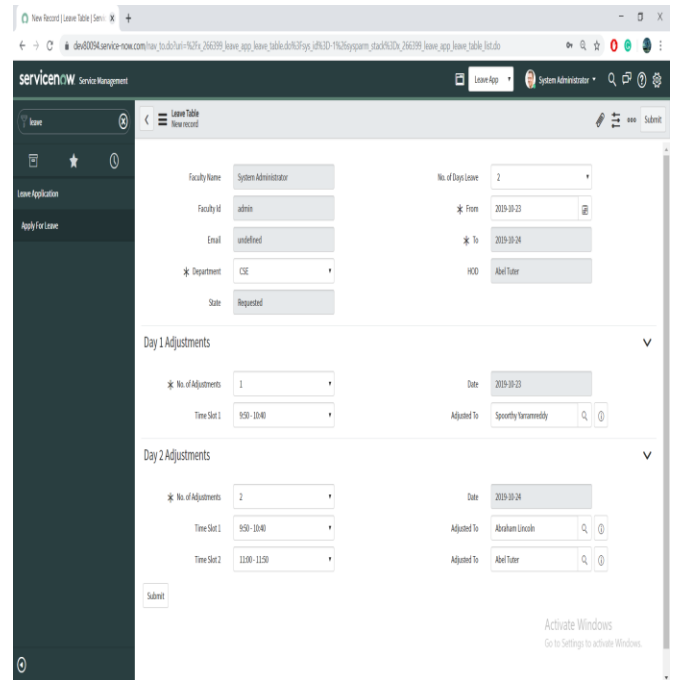 New Record | Leave Table | Servic
dev80094.service-now.com/nav_to.do?uri=%2Fx_266399_leave_app_leave_table.do%3Fsys_id%3D-1%26sysparm_stack%3Dx_266399_leave_app_leave_table_list.do
servicenow Service Management
Leave App
System Administrator
leave
Leave Table
New record
Submit
Leave Application
Apply For Leave
Faculty Name System Administrator No. of Days Leave 2
Faculty Id admin * From 2019-10-23
Email undefined * To 2019-10-24
* Department CSE HOD Abel Tuter
State Requested
Day 1 Adjustments
* No. of Adjustments 1 Date 2019-10-23
Time Slot 1 9:50 - 10:40 Adjusted To Spoorthy Yarramreddy
Day 2 Adjustments
* No. of Adjustments 2 Date 2019-10-24
Time Slot 1 9:50 - 10:40 Adjusted To Abraham Lincoln
Time Slot 2 11:00 - 11:50 Adjusted To Abel Tuter
Submit
Activate Windows
Go to Settings to activate Windows.